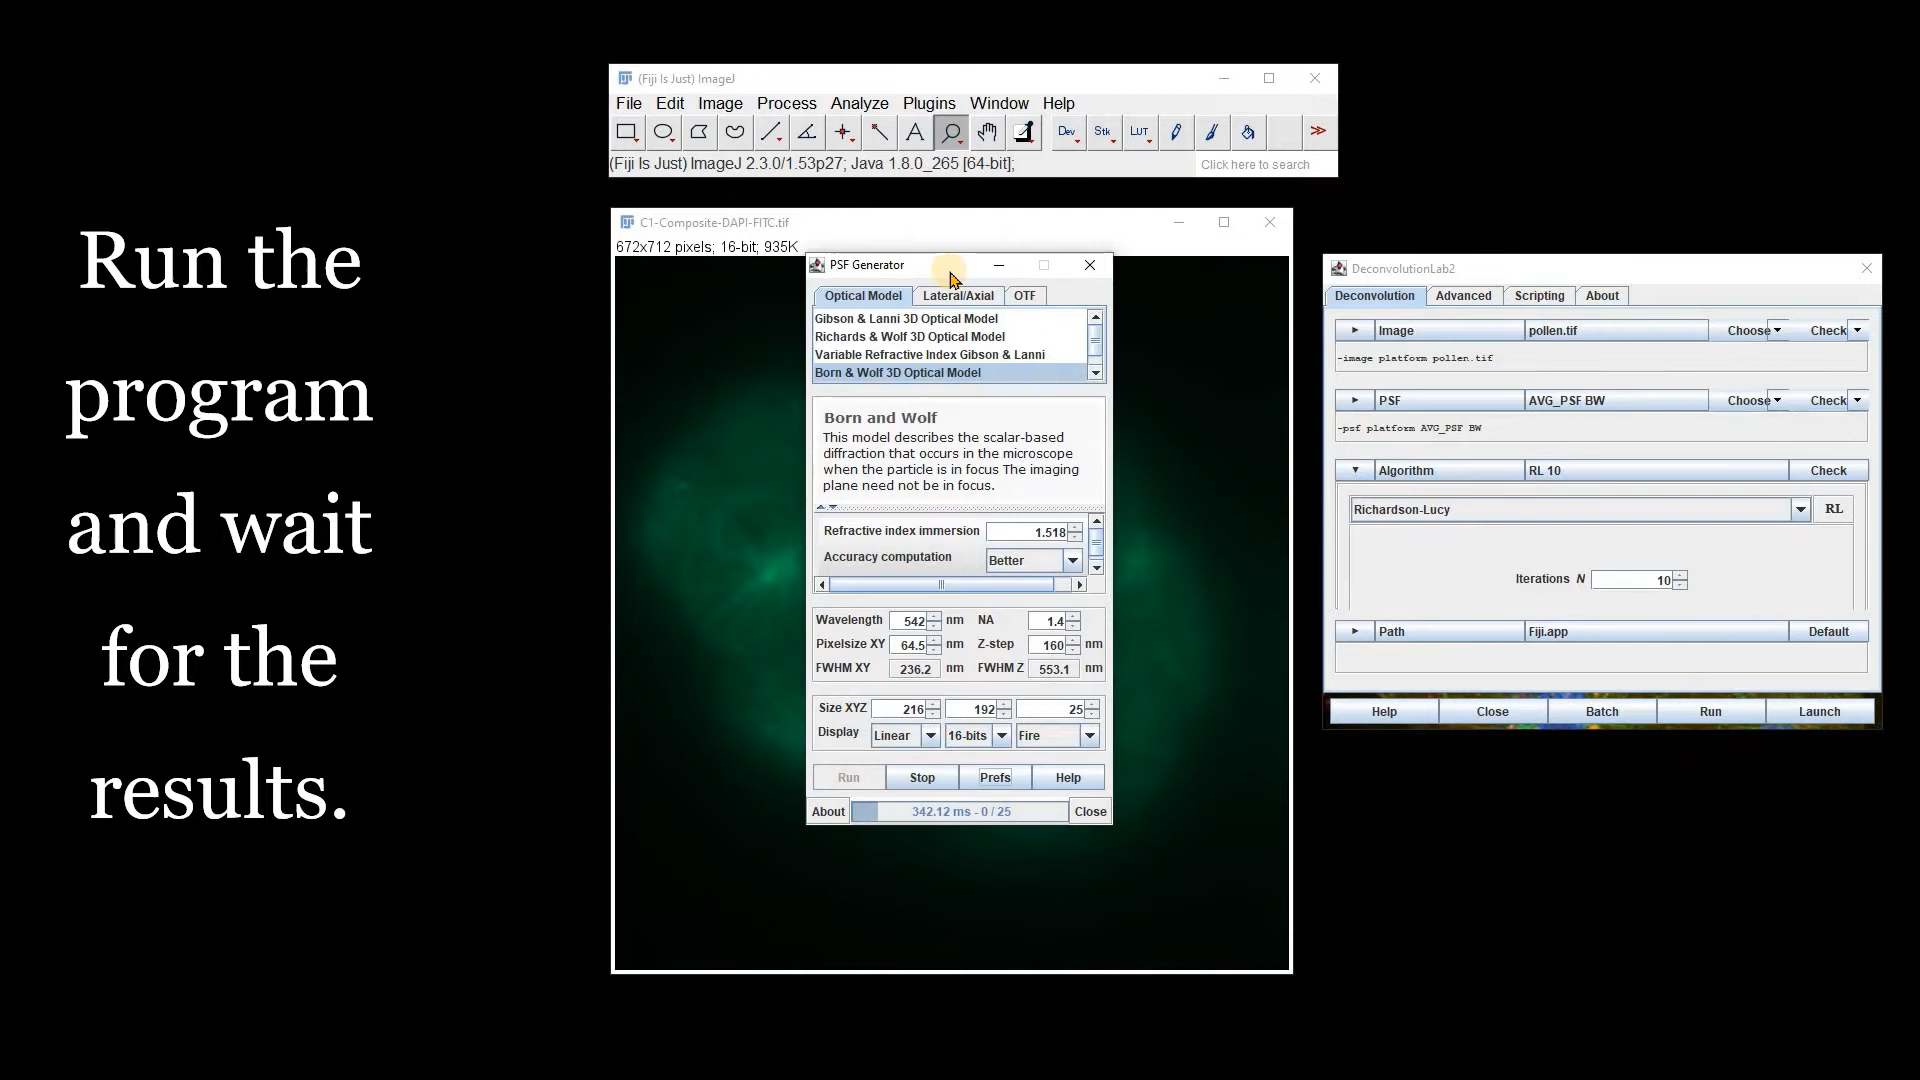 Run the
program
and wait
for the
results.
(Fiji Is Just) ImageJ
File Edit Image Process Analyze Plugins Window Help
Dev Stk LUT
(Fiji Is Just) ImageJ 2.3.0/1.53p27; Java 1.8.0_265 [64-bit];
Click here to search
C1-Composite-DAPI-FITC.tif
672x712 pixels; 16-bit; 935K
PSF Generator
Optical Model Lateral/Axial OTF
Gibson & Lanni 3D Optical Model
Richards & Wolf 3D Optical Model
Variable Refractive Index Gibson & Lanni
Born & Wolf 3D Optical Model
Born and Wolf
This model describes the scalar-based
diffraction that occurs in the microscope
when the particle is in focus The imaging
plane need not be in focus.
Refractive index immersion 1.518
Accuracy computation Better
Wavelength 542 nm NA 1.4
Pixelsize XY 64.5 nm Z-step 160 nm
FWHM XY 236.2 nm FWHM Z 553.1 nm
Size XYZ 216 192 25
Display Linear 16-bits Fire
Run Stop Prefs Help
About 342.12 ms - 0 / 25 Close
DeconvolutionLab2
Deconvolution Advanced Scripting About
Image pollen.tif Choose Check
-image platform pollen.tif
PSF AVG_PSF BW Choose Check
-psf platform AVG_PSF BW
Algorithm RL 10 Check
Richardson-Lucy RL
Iterations N 10
Path Fiji.app Default
Help Close Batch Run Launch